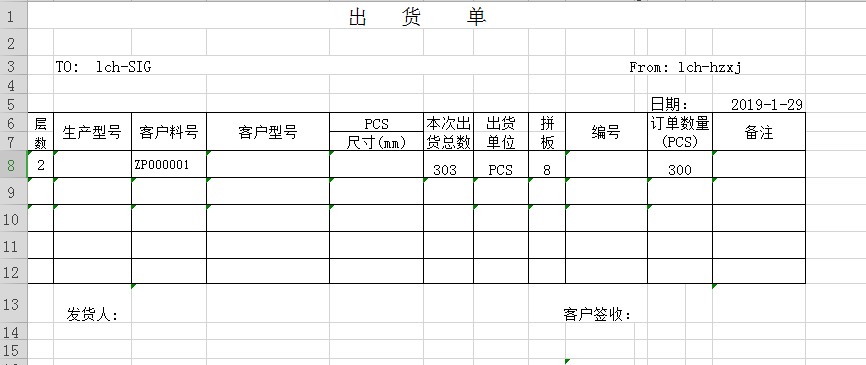 1 出 货 单
2
3 TO: lch-SIG From: lch-hzxj
4
5 日期: 2019-1-29
6 层数 生产型号 客户料号 客户型号 PCS 本次出货总数 出货单位 拼板 编号 订单数量(PCS) 备注
7 尺寸(mm)
8 2 ZP000001 303 PCS 8 300
9
10
11
12
13 发货人: 客户签收:
14
15